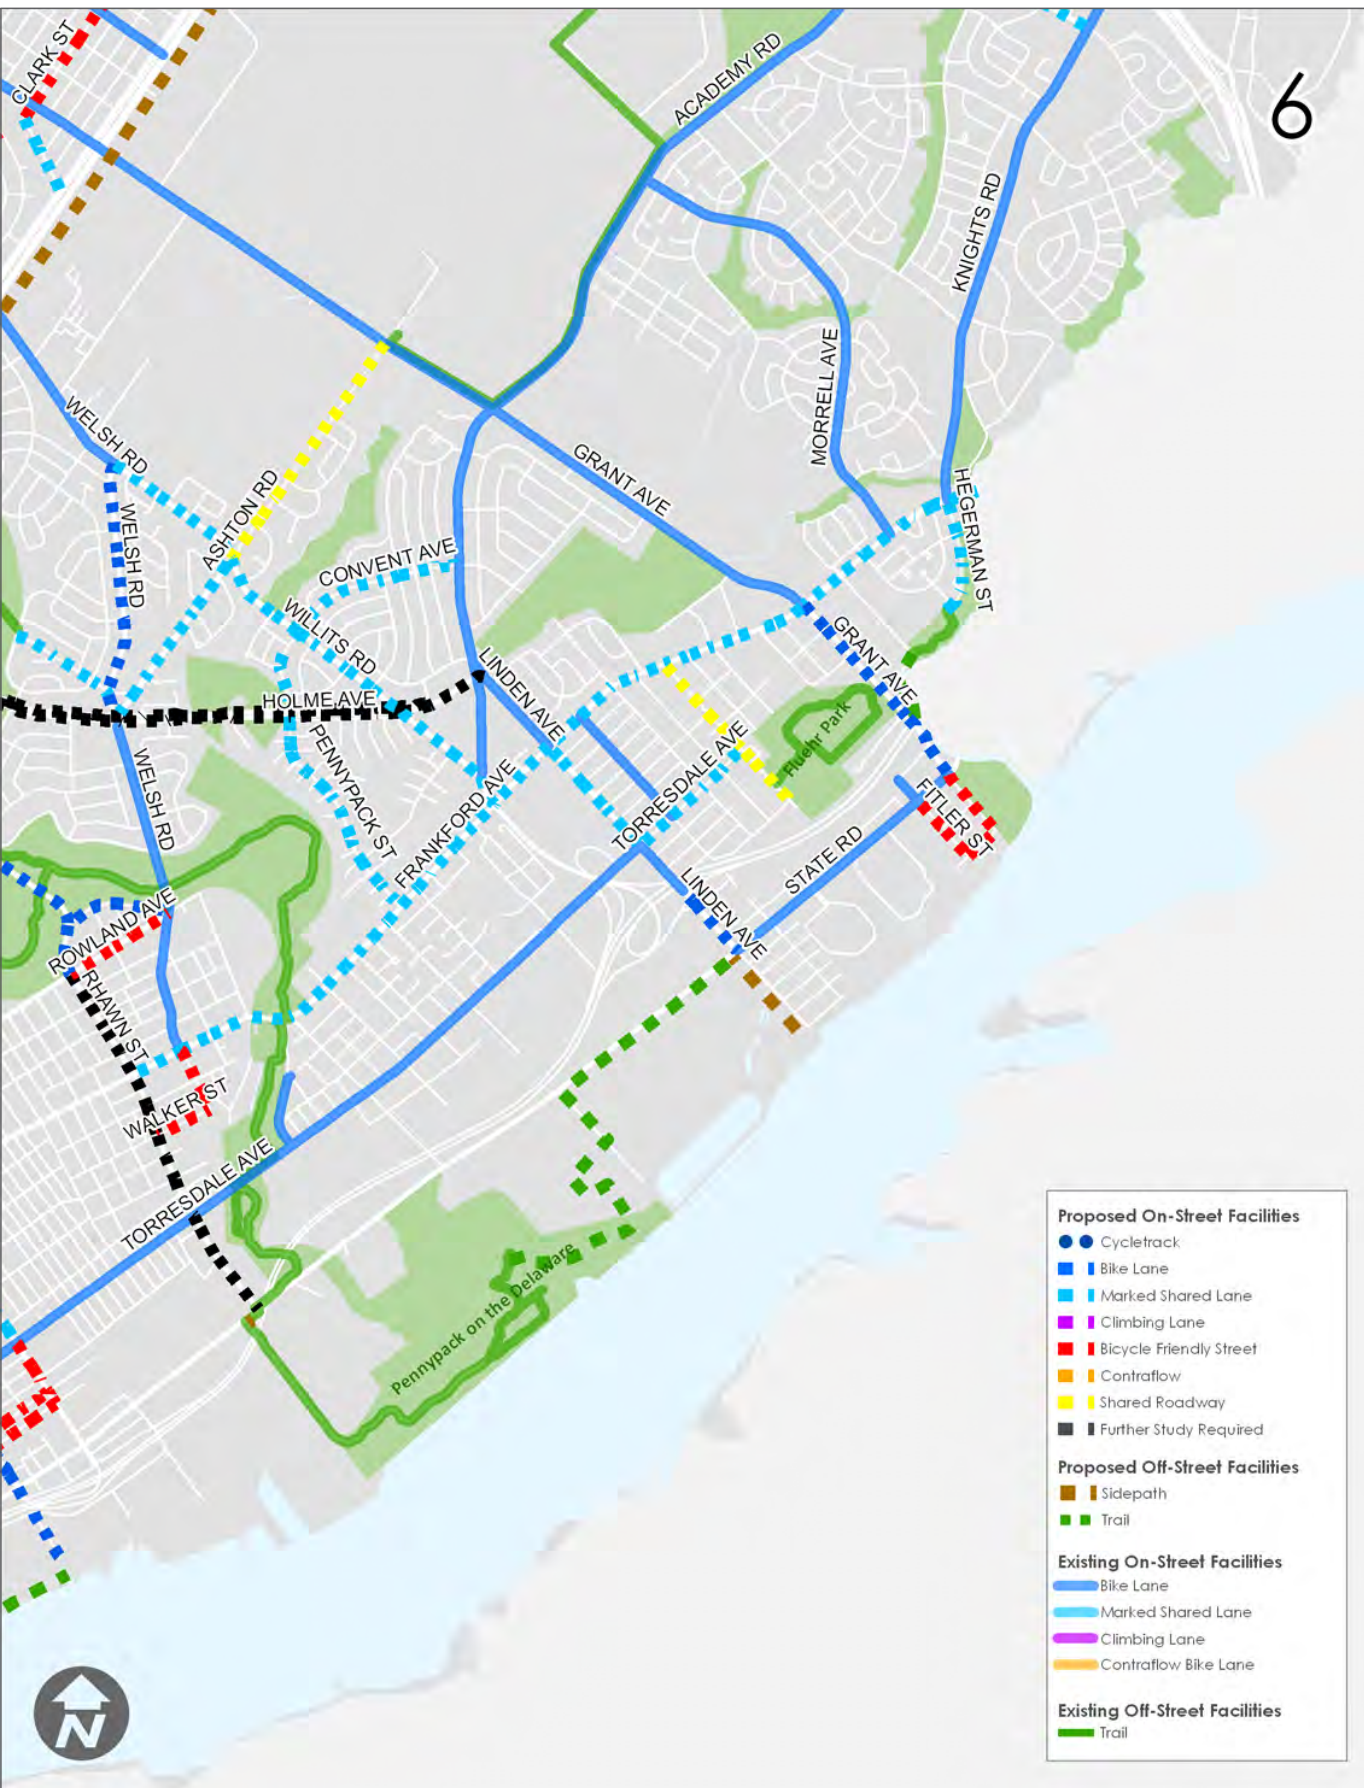 CLARK ST
ACADEMY RD
6
KNIGHTS RD
MORRELL AVE
WELSH RD
GRANT AVE
ASHTON RD
HEGERMAN ST
WELSH RD
CONVENT AVE
WILLITS RD
GRANT AVE
LINDEN AVE
HOLME AVE
Fluehr Park
PENNYPACK ST
TORRESDALE AVE
WELSH RD
FRANKFORD AVE
FITLER ST
STATE RD
LINDEN AVE
ROWLAND AVE
RHAWN ST
WALKER ST
TORRESDALE AVE
Pennypack on the Delaware
Proposed On-Street Facilities
Cycletrack
Bike Lane
Marked Shared Lane
Climbing Lane
Bicycle Friendly Street
Contraflow
Shared Roadway
Further Study Required
Proposed Off-Street Facilities
Sidepath
Trail
Existing On-Street Facilities
Bike Lane
Marked Shared Lane
Climbing Lane
Contraflow Bike Lane
Existing Off-Street Facilities
Trail
N